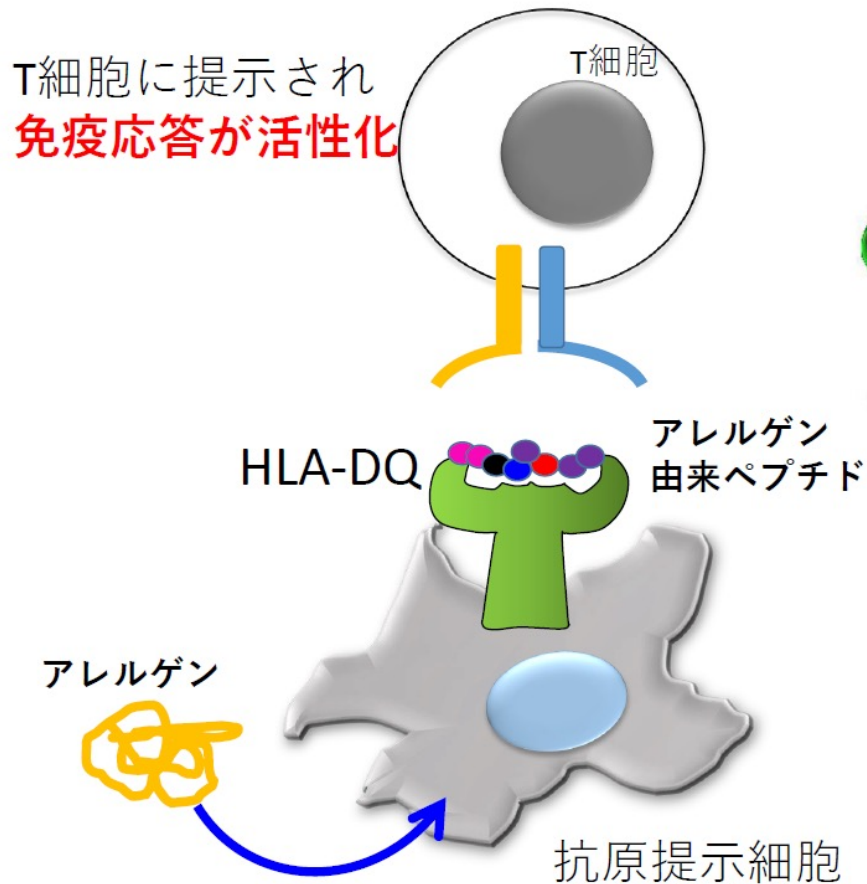 T細胞
T細胞に提示され
免疫応答が活性化
HLA-DQ
アレルゲン
由来ペプチド
アレルゲン
抗原提示細胞